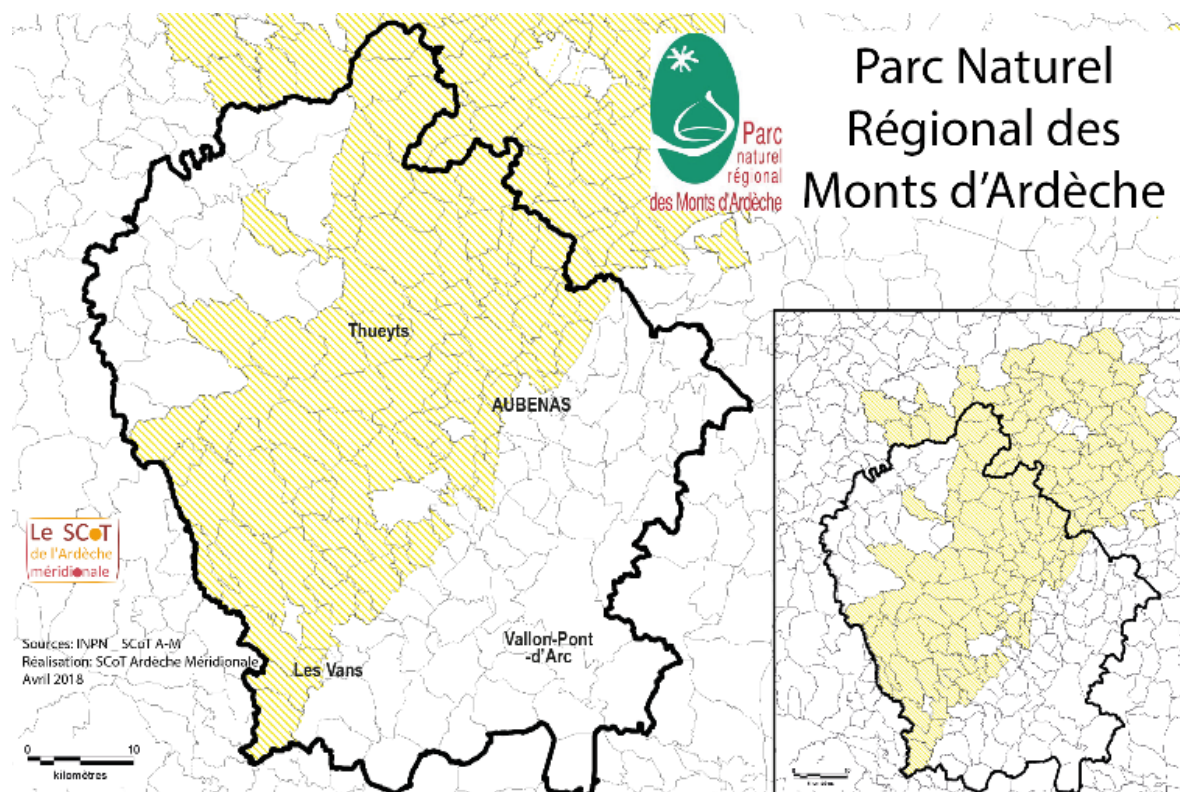 Parc Naturel
Régional des
Monts d'Ardèche
Parc
naturel
régional
des Monts d'Ardèche
Thueyts
AUBENAS
Le SCoT
de l'Ardèche
méridionale
Vallon-Pont
-d'Arc
Les Vans
Sources: INPN _ SCoT A-M
Réalisation: SCoT Ardèche Méridionale
Avril 2018
0 10
kilomètres